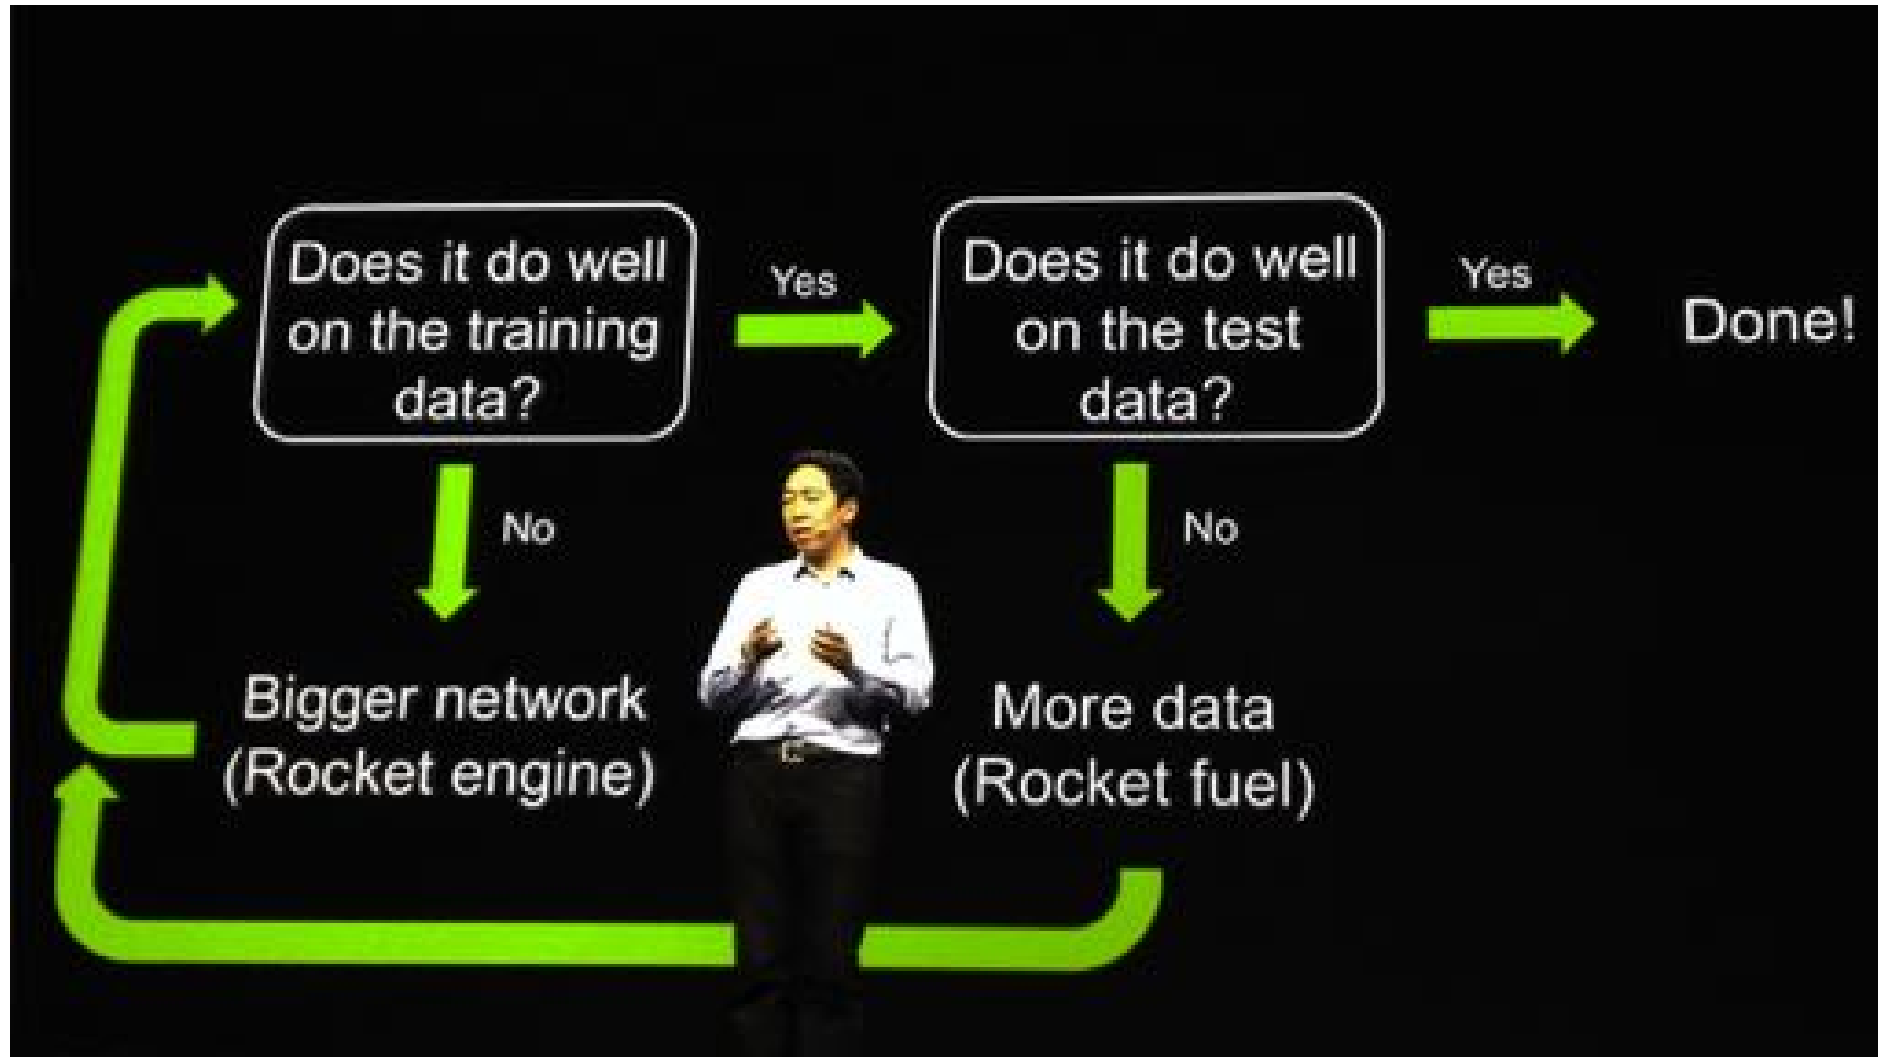 Does it do well
on the training
data?
Yes
Does it do well
on the test
data?
Yes
Done!
No
No
Bigger network
(Rocket engine)
More data
(Rocket fuel)